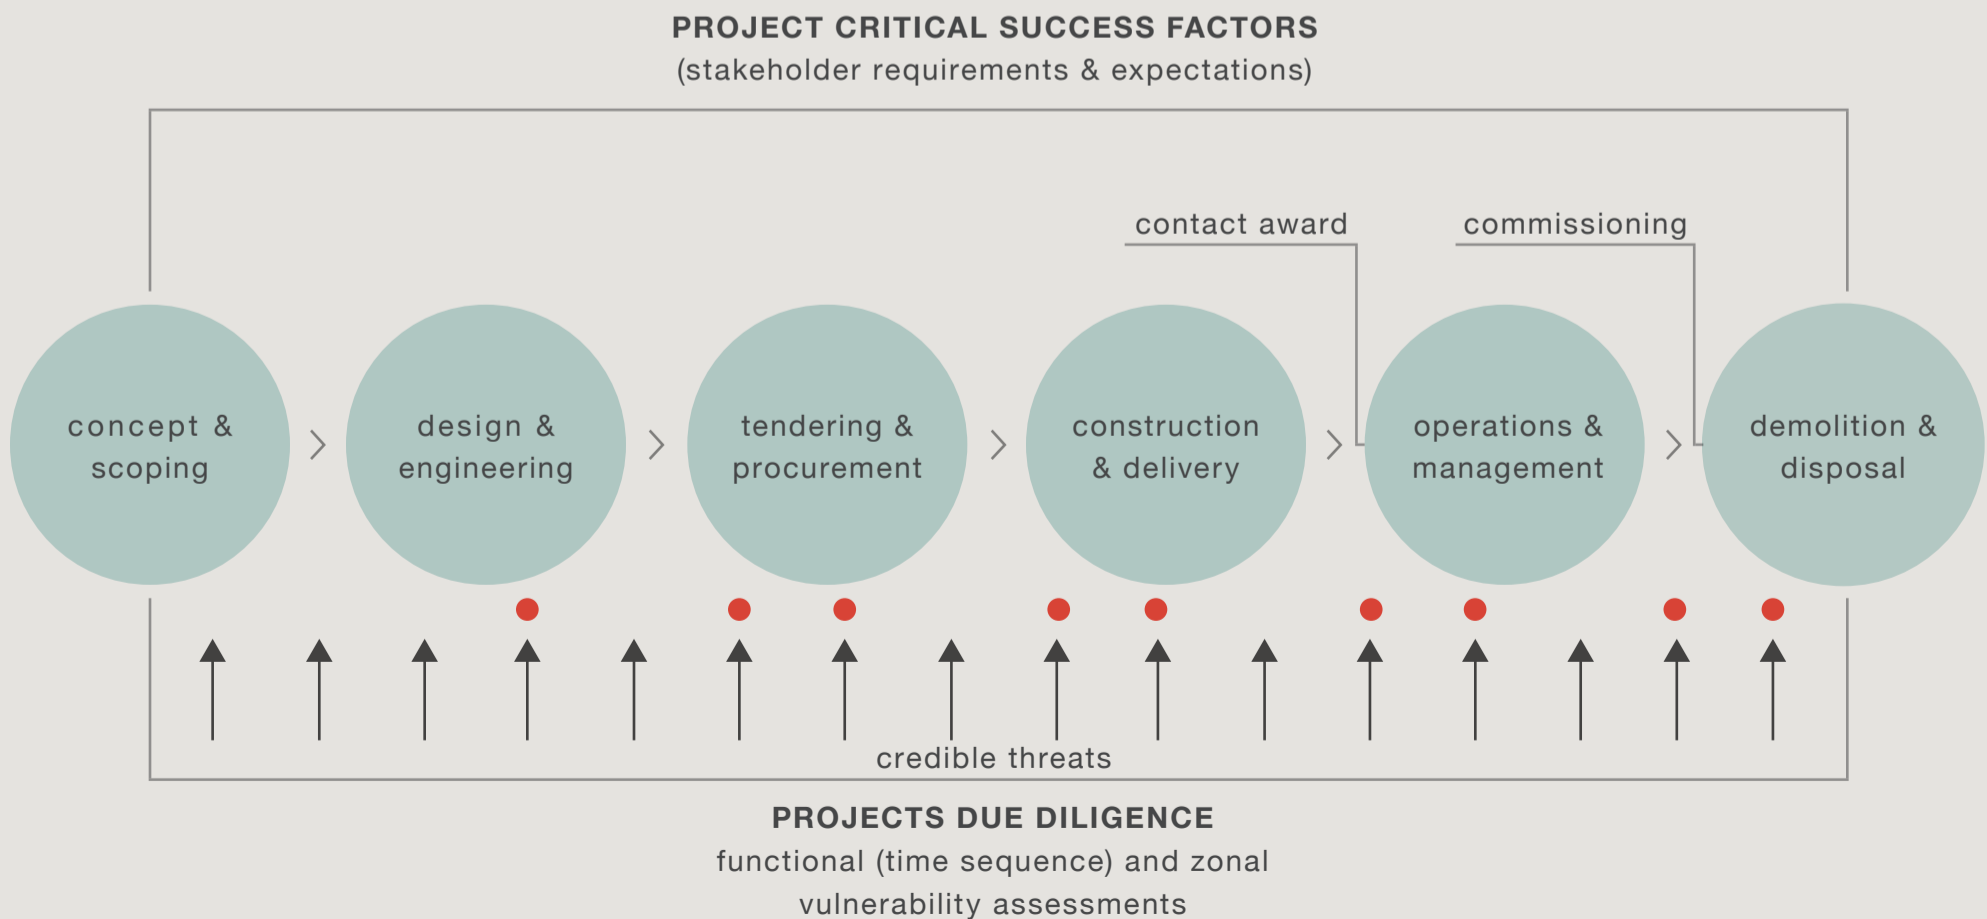 PROJECT CRITICAL SUCCESS FACTORS
(stakeholder requirements & expectations)
contact award
commissioning
concept &
scoping
design &
engineering
tendering &
procurement
construction
& delivery
operations &
management
demolition &
disposal
credible threats
PROJECTS DUE DILIGENCE
functional (time sequence) and zonal
vulnerability assessments